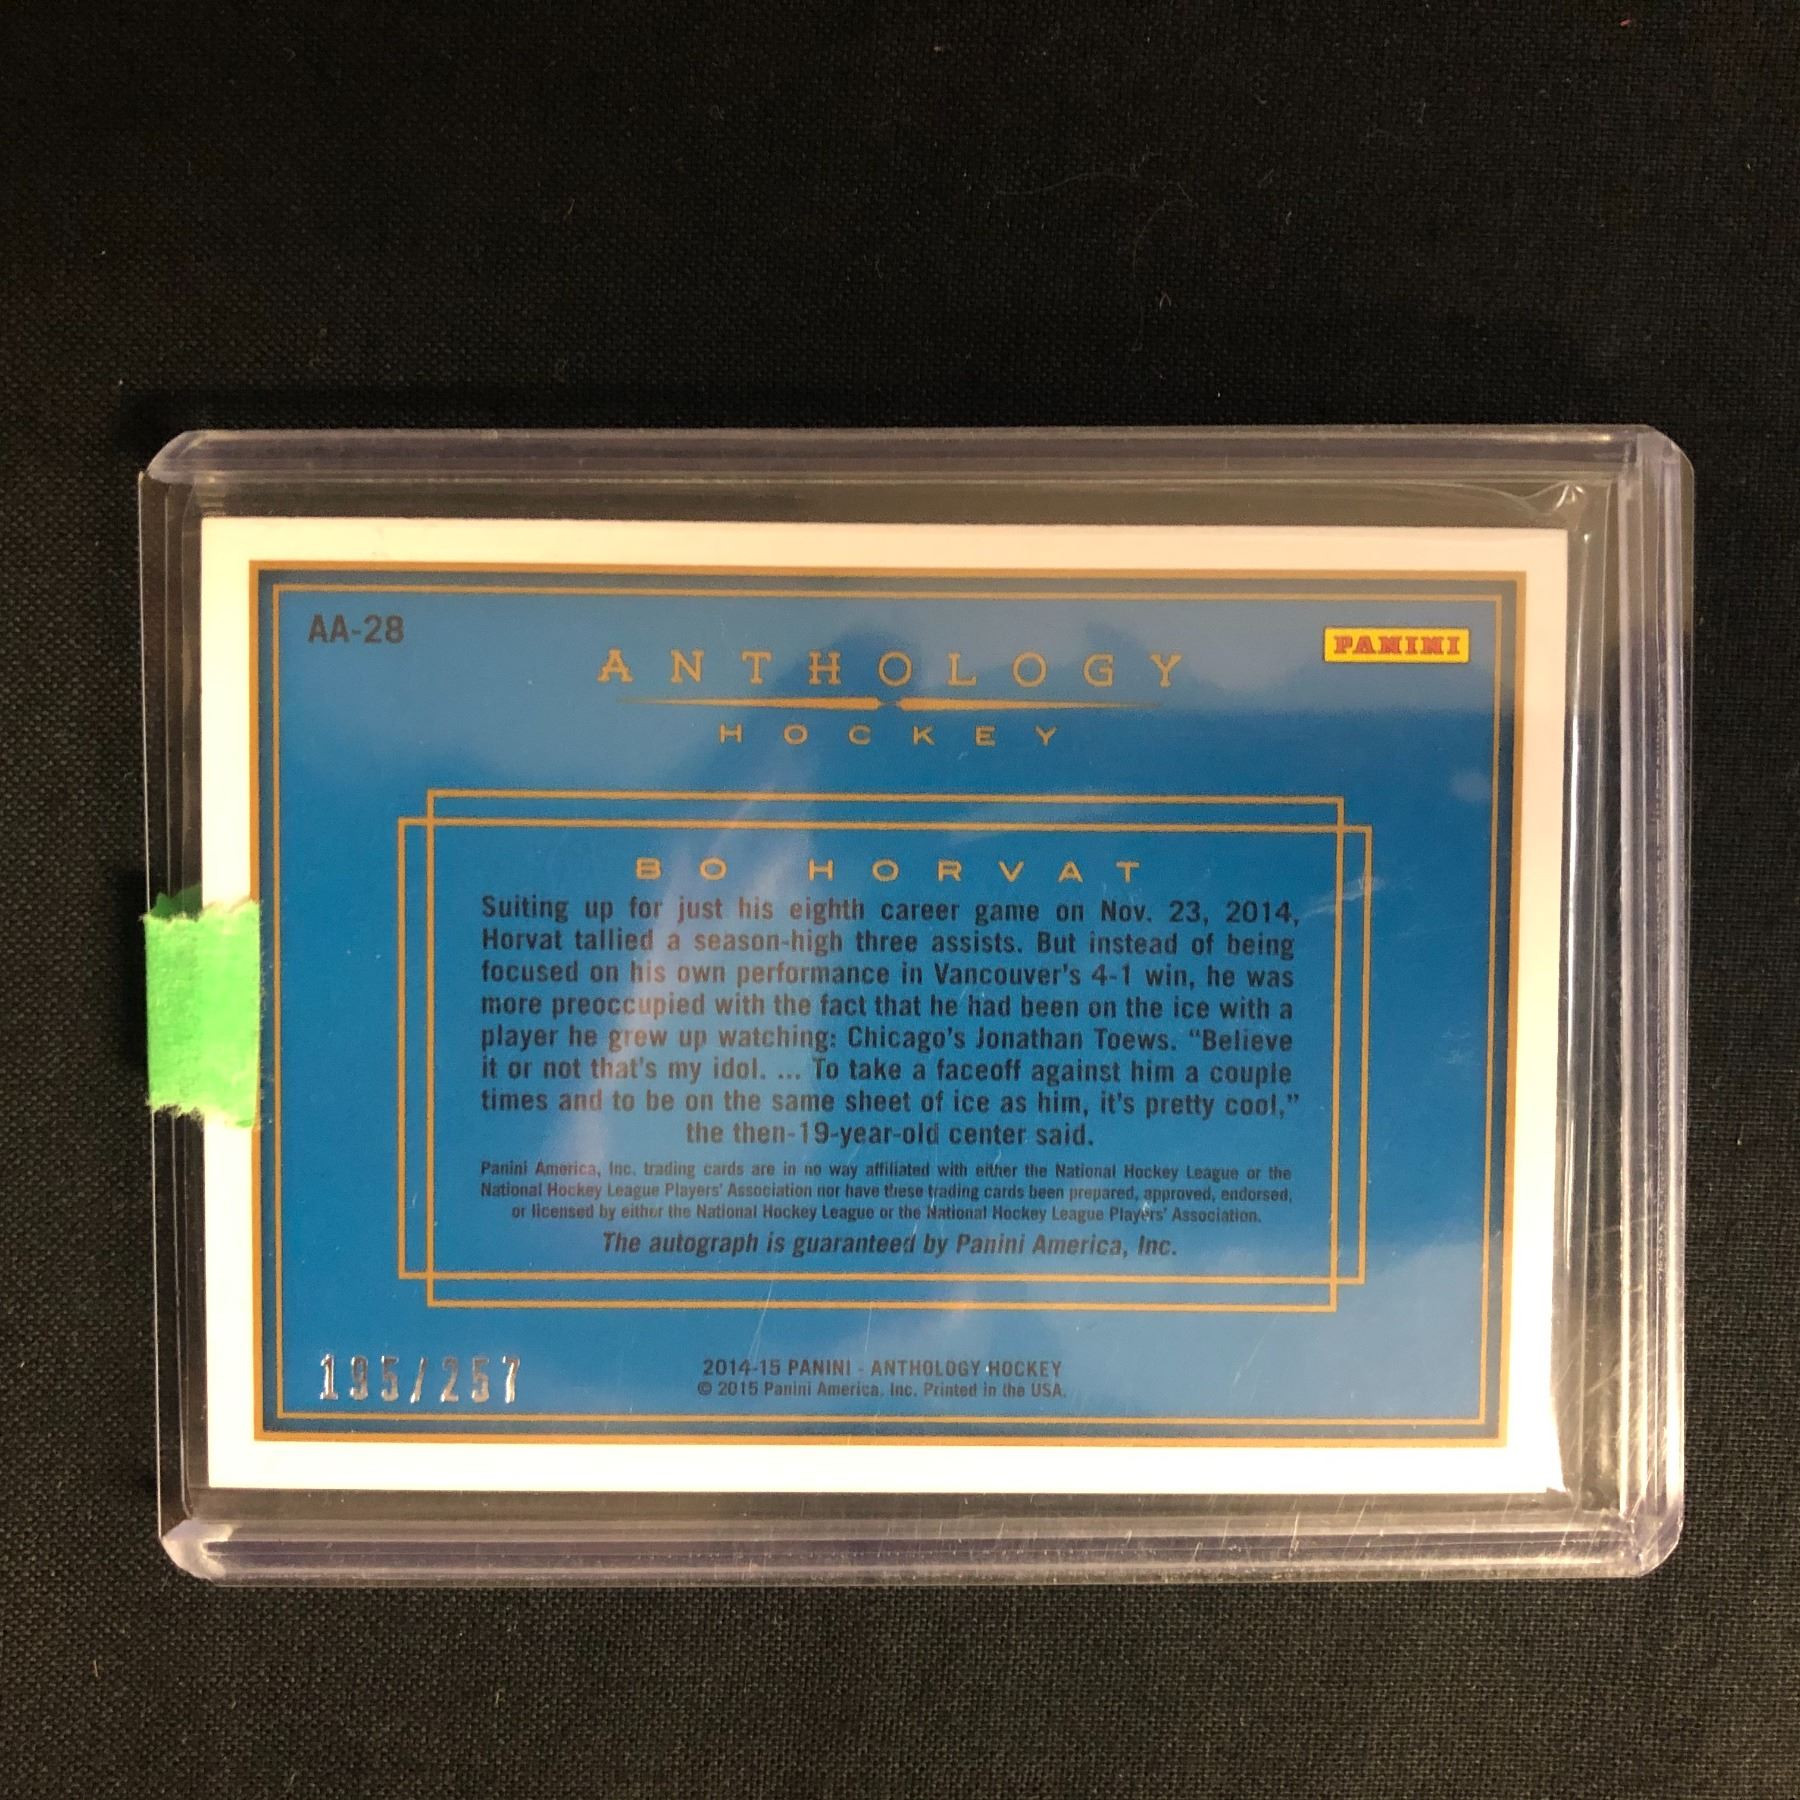 AA-28
PANINI
ANTHOLOGY
HOCKEY
BO HORVAT
Suiting up for just his eighth career game on Nov. 23, 2014,
Horvat tallied a season-high three assists. But instead of being
focused on his own performance in Vancouver's 4-1 win, he was
more preoccupied with the fact that he had been on the ice with a
player he grew up watching: Chicago's Jonathan Toews. "Believe
it or not that's my idol. ... To take a faceoff against him a couple
times and to be on the same sheet of ice as him, it's pretty cool,"
the then-19-year-old center said.
Panini America, Inc. trading cards are in no way affiliated with either the National Hockey League or the
National Hockey League Players' Association nor have these trading cards been prepared, approved, endorsed,
or licensed by either the National Hockey League or the National Hockey League Players' Association.
The autograph is guaranteed by Panini America, Inc.
195/257
2014-15 PANINI - ANTHOLOGY HOCKEY
© 2015 Panini America, Inc. Printed in the USA.